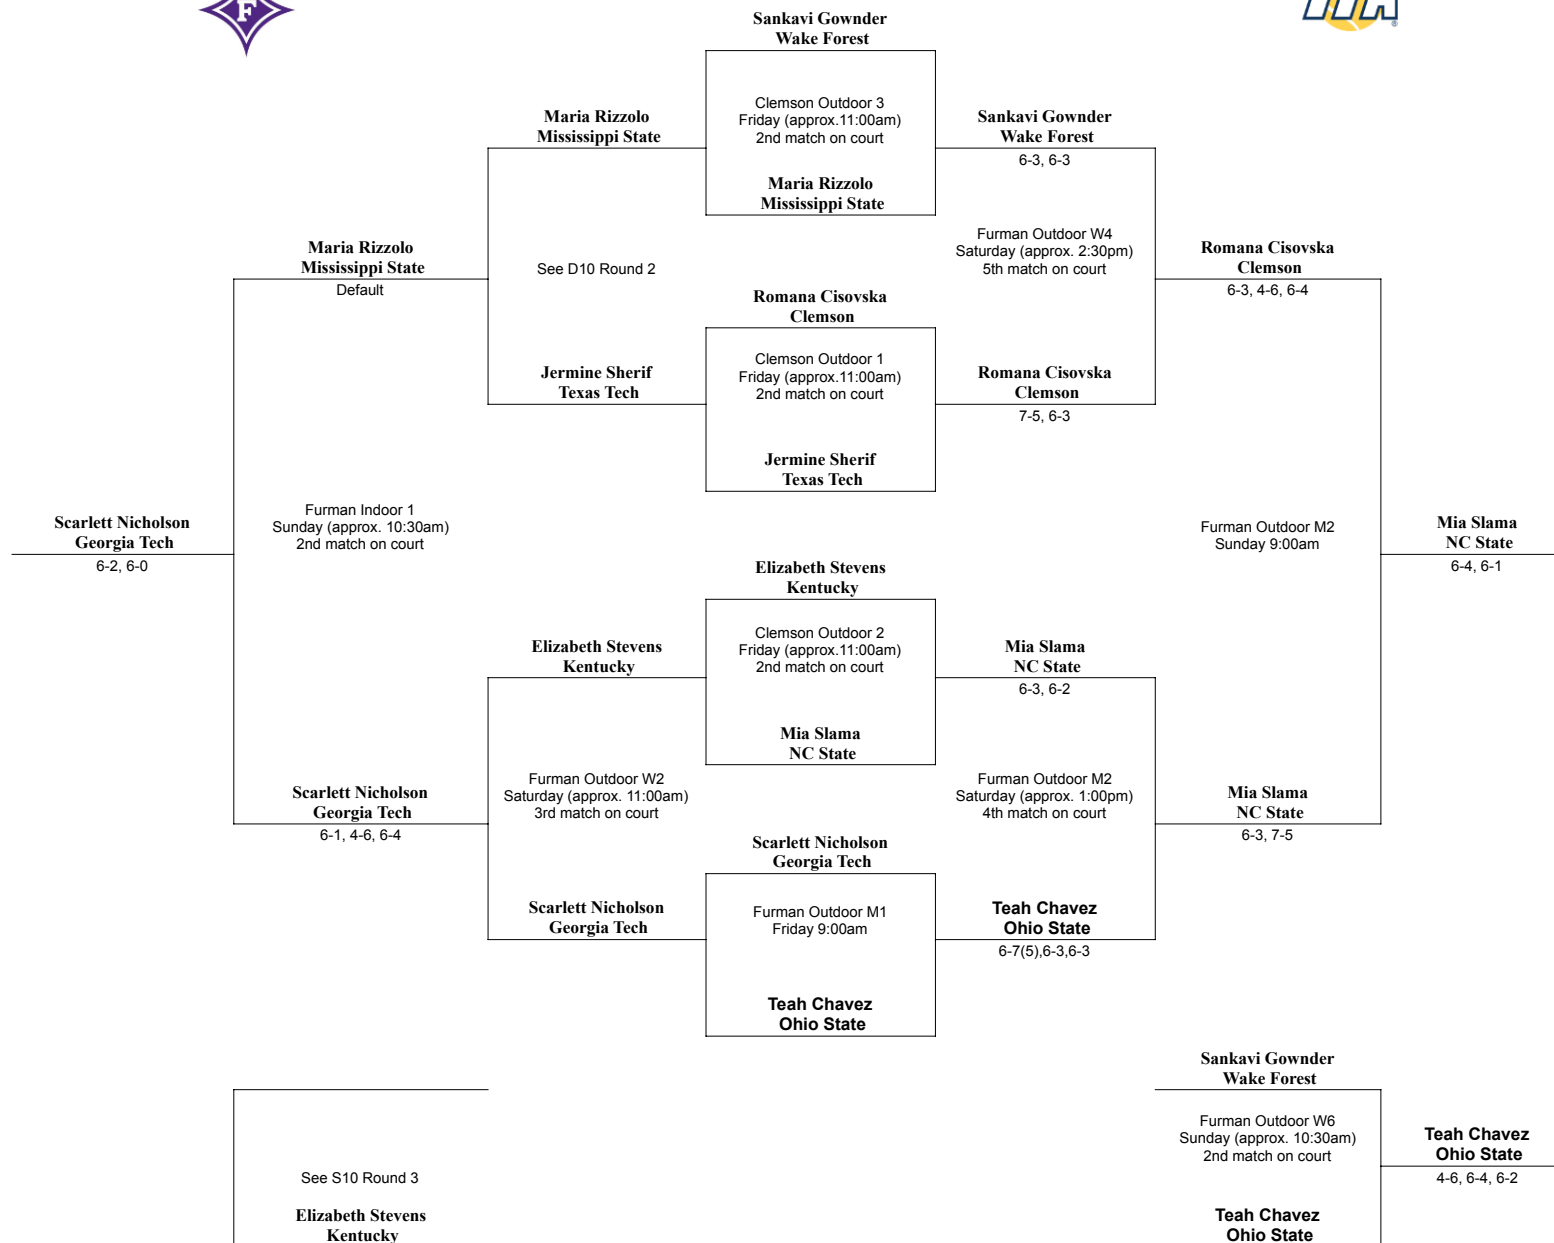 F
ITA
Sankavi Gownder
Wake Forest
Clemson Outdoor 3
Friday (approx.11:00am)
2nd match on court
Maria Rizzolo
Mississippi State
Sankavi Gownder
Wake Forest
6-3, 6-3
Maria Rizzolo
Mississippi State
Maria Rizzolo
Mississippi State
Default
See D10 Round 2
Furman Outdoor W4
Saturday (approx. 2:30pm)
5th match on court
Romana Cisovska
Clemson
6-3, 4-6, 6-4
Romana Cisovska
Clemson
Clemson Outdoor 1
Friday (approx.11:00am)
2nd match on court
Jermine Sherif
Texas Tech
Romana Cisovska
Clemson
7-5, 6-3
Jermine Sherif
Texas Tech
Scarlett Nicholson
Georgia Tech
6-2, 6-0
Furman Indoor 1
Sunday (approx. 10:30am)
2nd match on court
Furman Outdoor M2
Sunday 9:00am
Mia Slama
NC State
6-4, 6-1
Elizabeth Stevens
Kentucky
Clemson Outdoor 2
Friday (approx.11:00am)
2nd match on court
Elizabeth Stevens
Kentucky
Mia Slama
NC State
6-3, 6-2
Mia Slama
NC State
Scarlett Nicholson
Georgia Tech
6-1, 4-6, 6-4
Furman Outdoor W2
Saturday (approx. 11:00am)
3rd match on court
Furman Outdoor M2
Saturday (approx. 1:00pm)
4th match on court
Mia Slama
NC State
6-3, 7-5
Scarlett Nicholson
Georgia Tech
Scarlett Nicholson
Georgia Tech
Furman Outdoor M1
Friday 9:00am
Teah Chavez
Ohio State
6-7(5),6-3,6-3
Teah Chavez
Ohio State
Sankavi Gownder
Wake Forest
Furman Outdoor W6
Sunday (approx. 10:30am)
2nd match on court
Teah Chavez
Ohio State
4-6, 6-4, 6-2
See S10 Round 3
Elizabeth Stevens
Kentucky
Teah Chavez
Ohio State